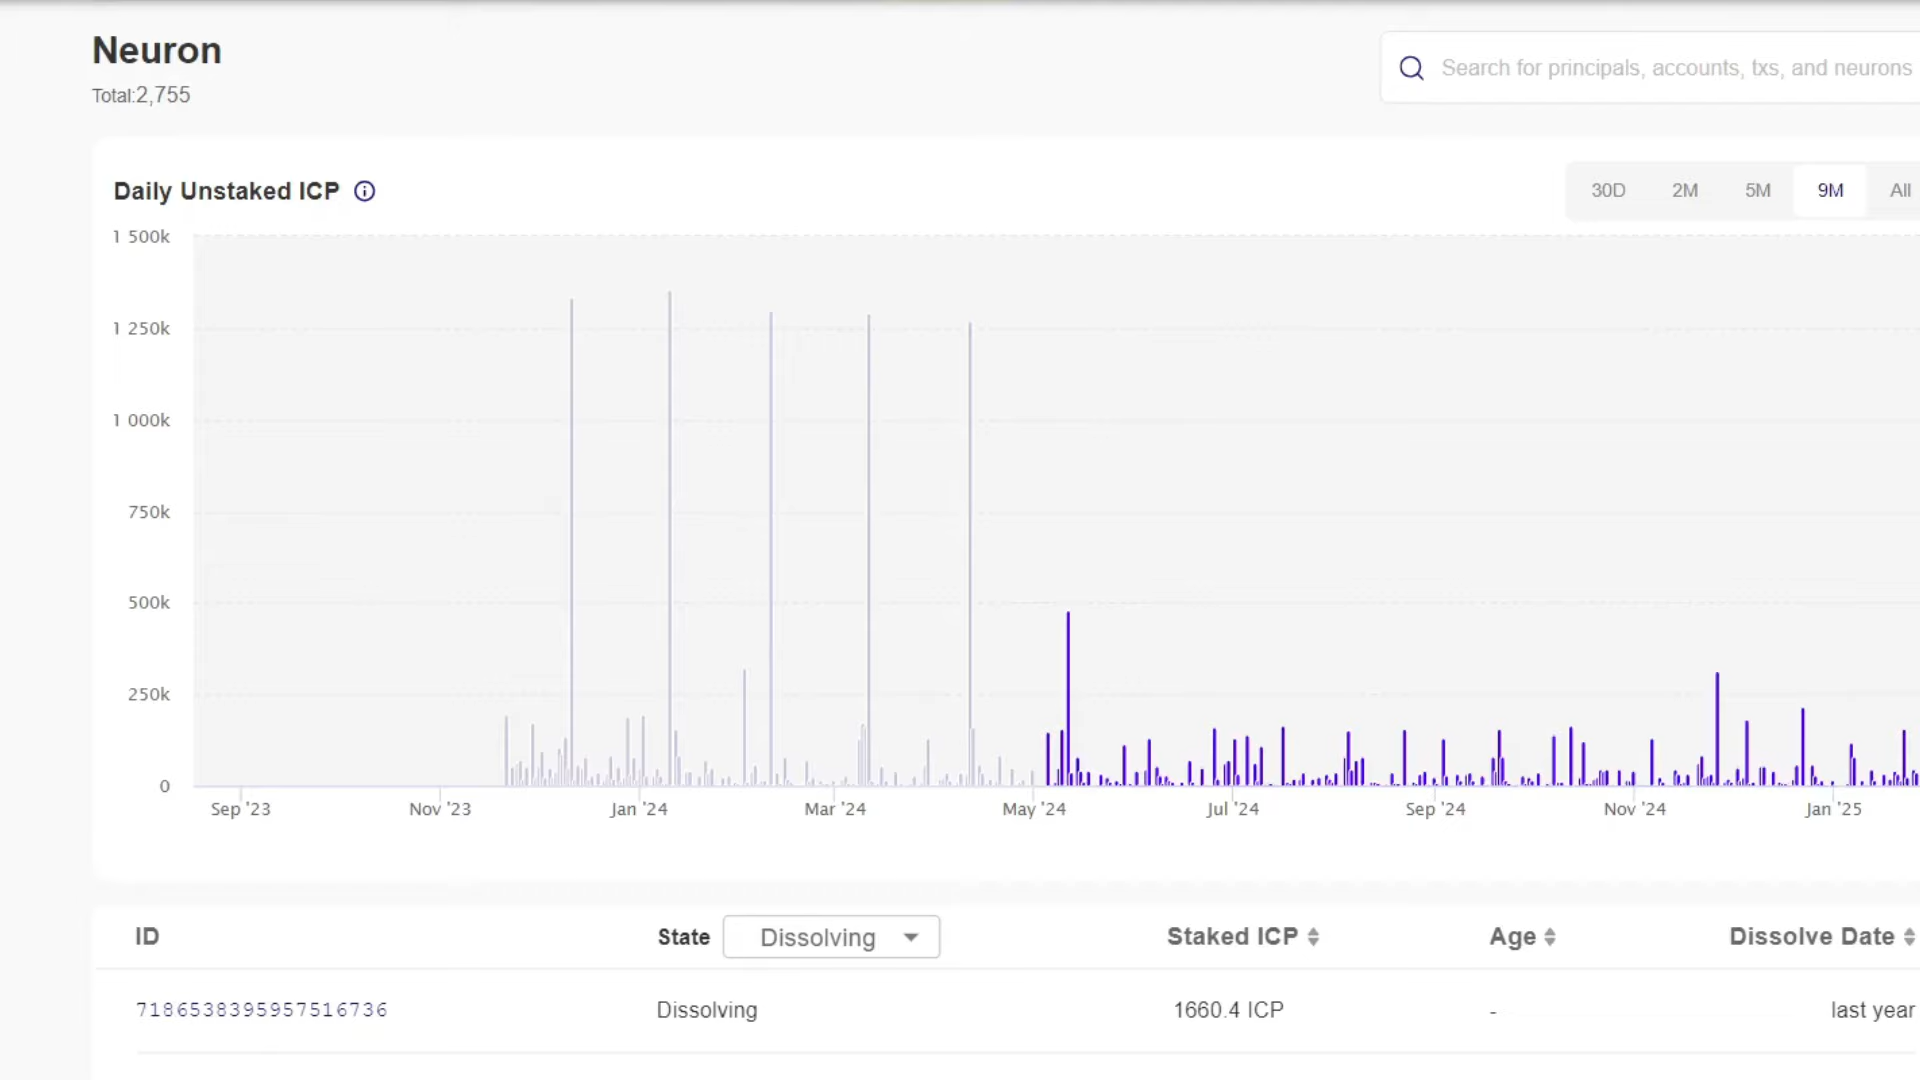 Neuron
Total:2,755
Search for principals, accounts, txs, and neurons
Daily Unstaked ICP
30D 2M 5M 9M All
1 500k
1 250k
1 000k
750k
500k
250k
0
Sep '23 Nov '23 Jan '24 Mar '24 May '24 Jul '24 Sep '24 Nov '24 Jan '25
ID State Dissolving Staked ICP Age Dissolve Date
7186538395957516736 Dissolving 1660.4 ICP - last year